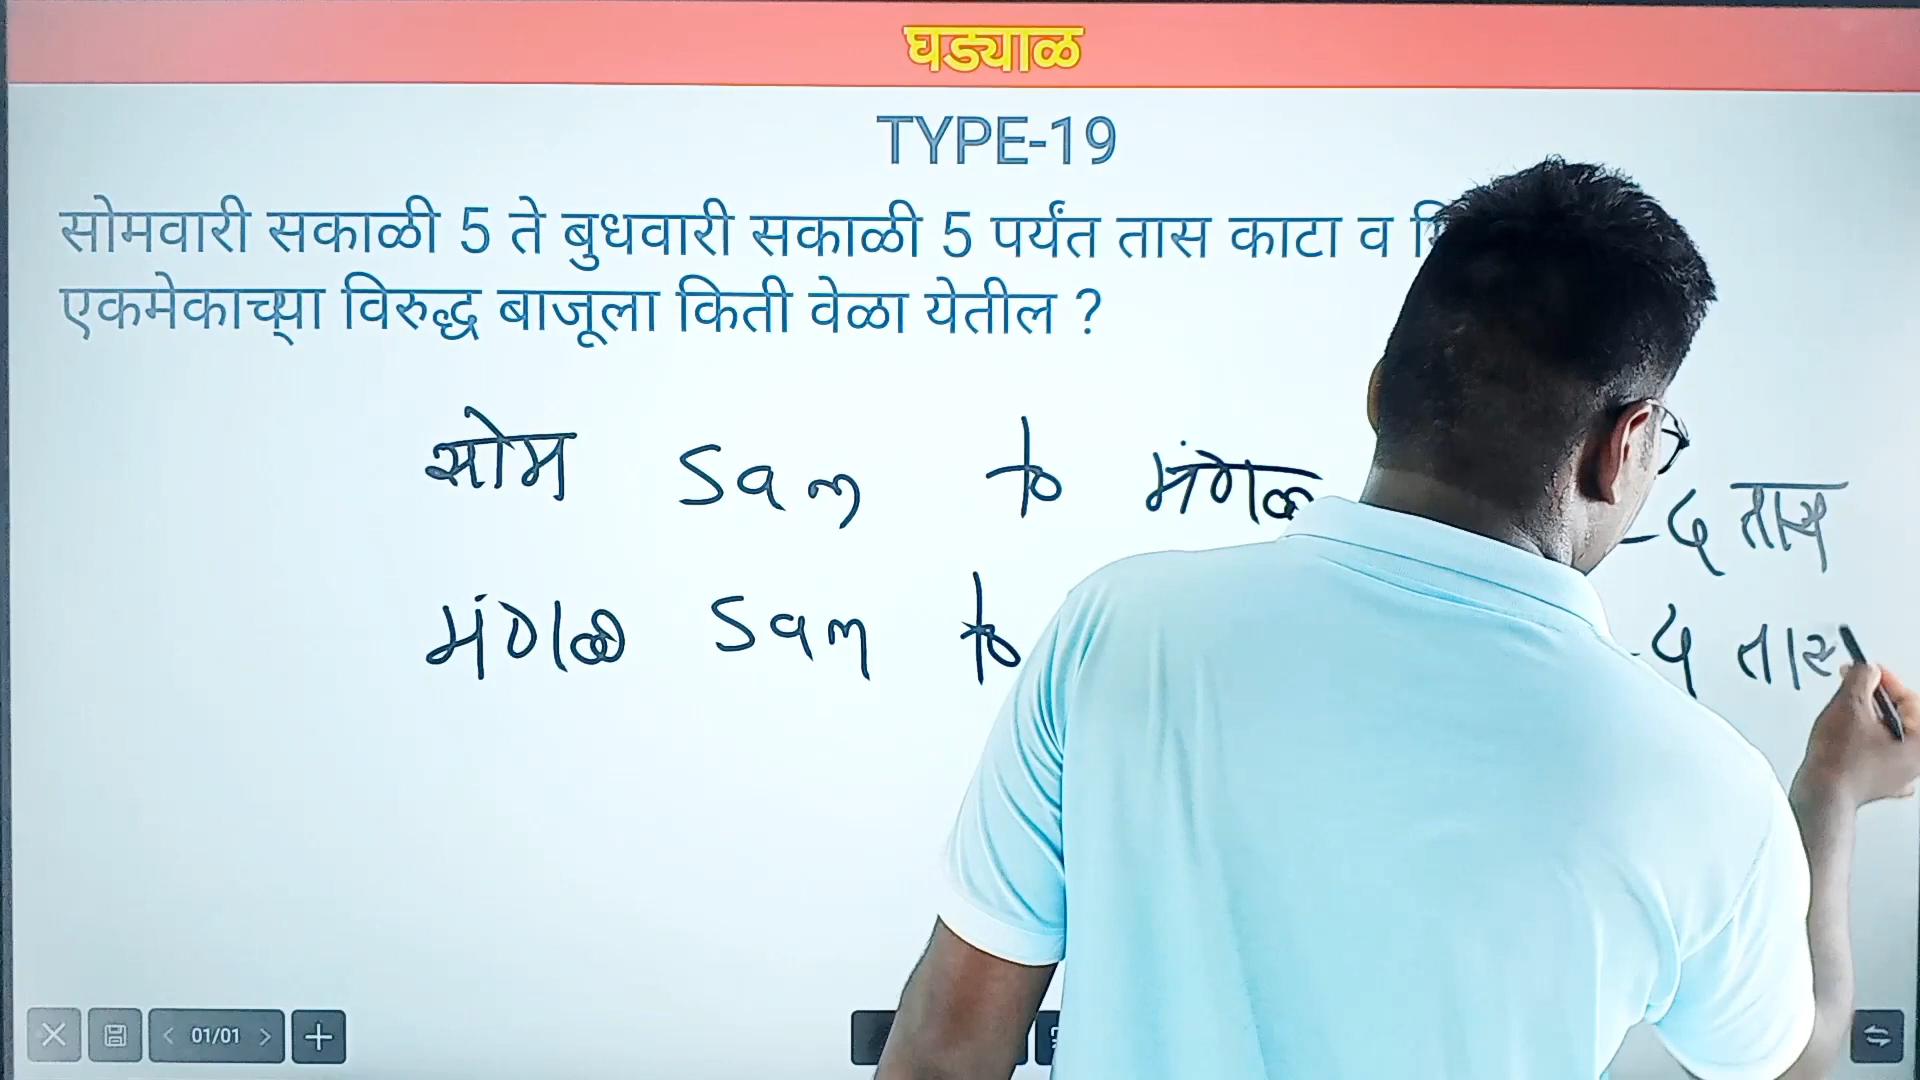 घड्याळ
TYPE-19
सोमवारी सकाळी 5 ते बुधवारी सकाळी 5 पर्यंत तास काटा व
एकमेकाच्या विरुद्ध बाजूला किती वेळा येतील ?
सोम 5am to मंगळ
तास
मंगळ 5am to
तास
01/01